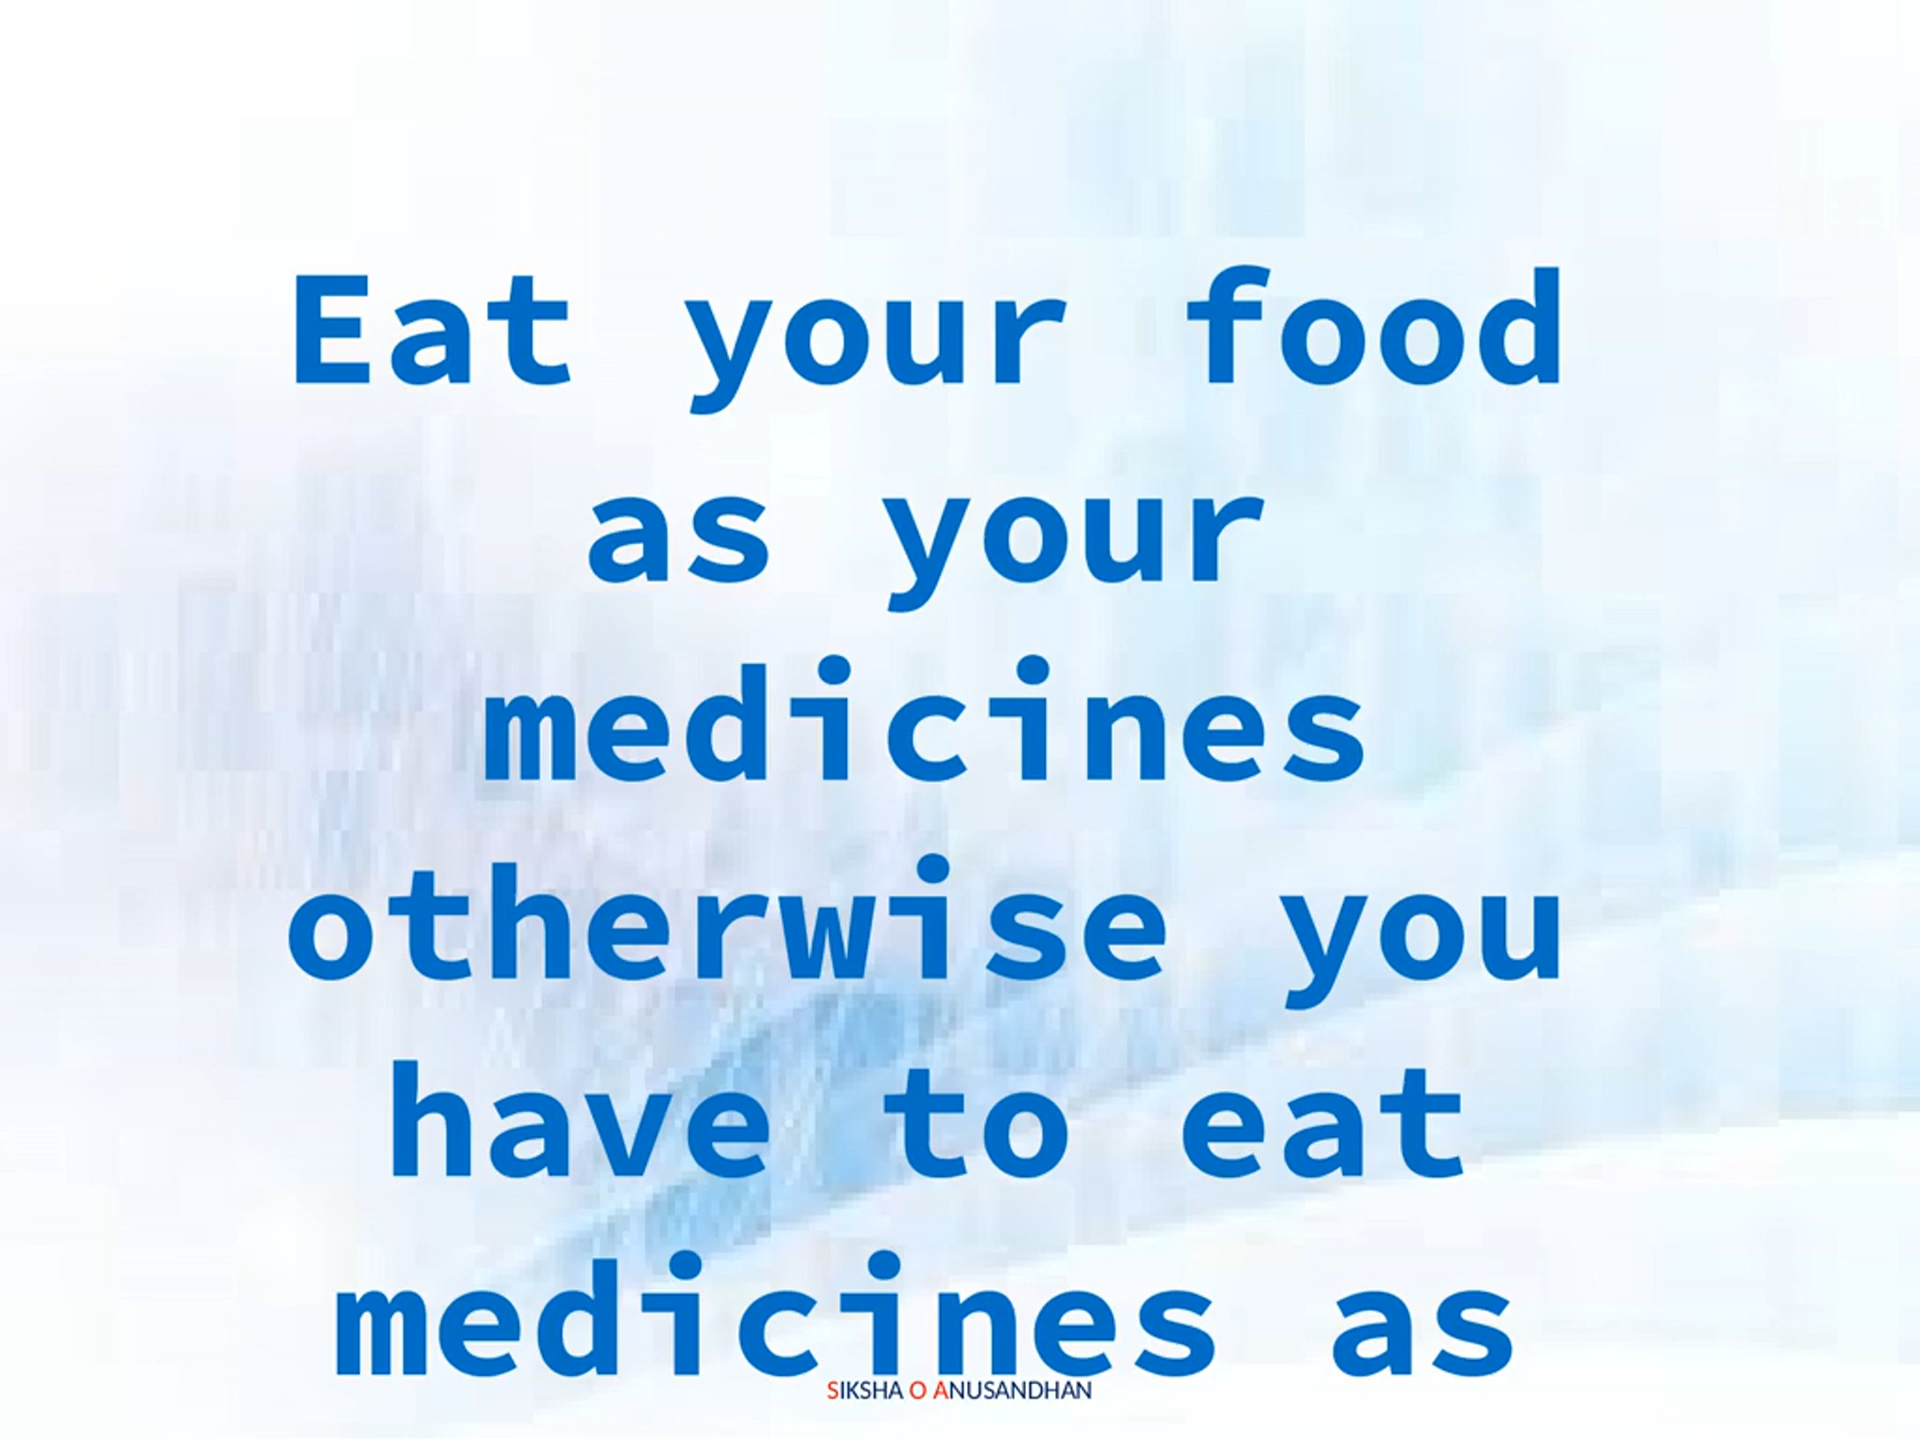 Eat your food
as your
medicines
otherwise you
have to eat
medicines as
SIKSHA O ANUSANDHAN